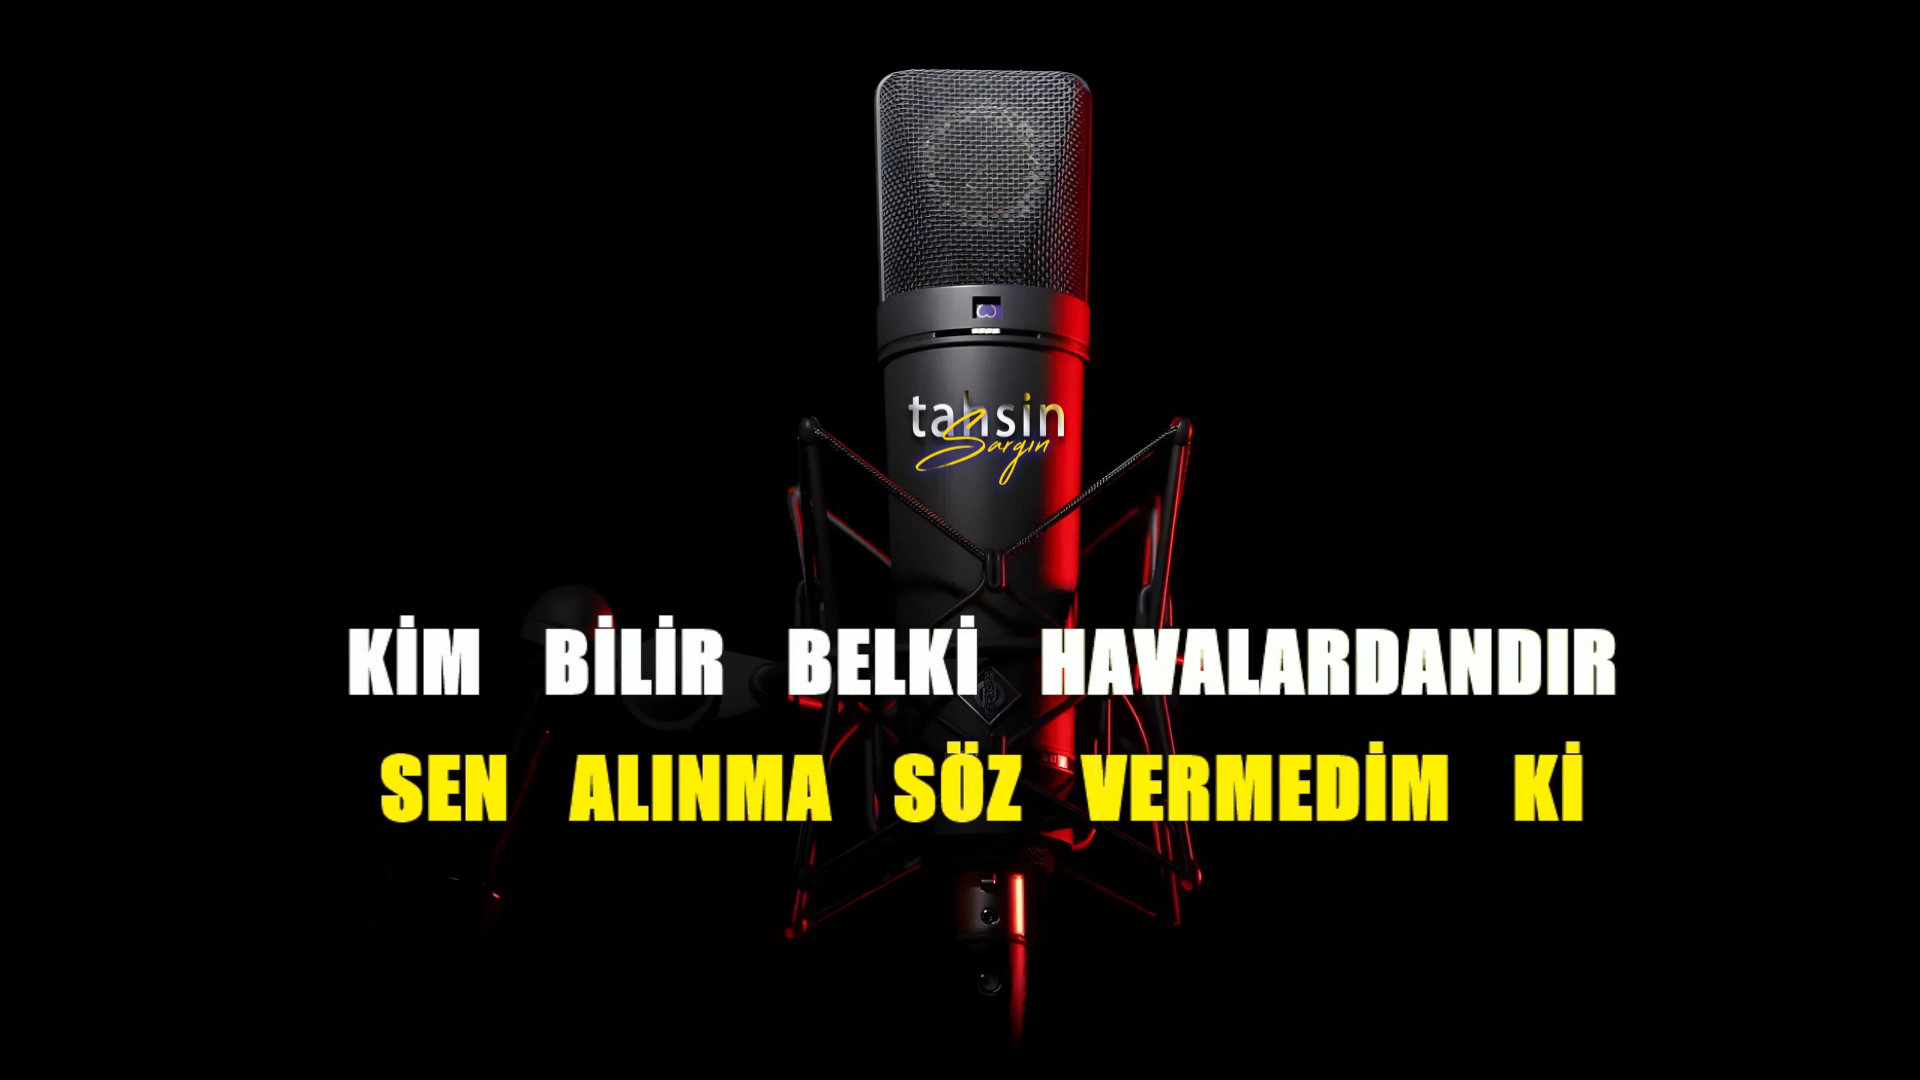 tahsin
Sargın
KİM BİLİR BELKİ HAVALARDANDIR
SEN ALINMA SÖZ VERMEDİM Kİ